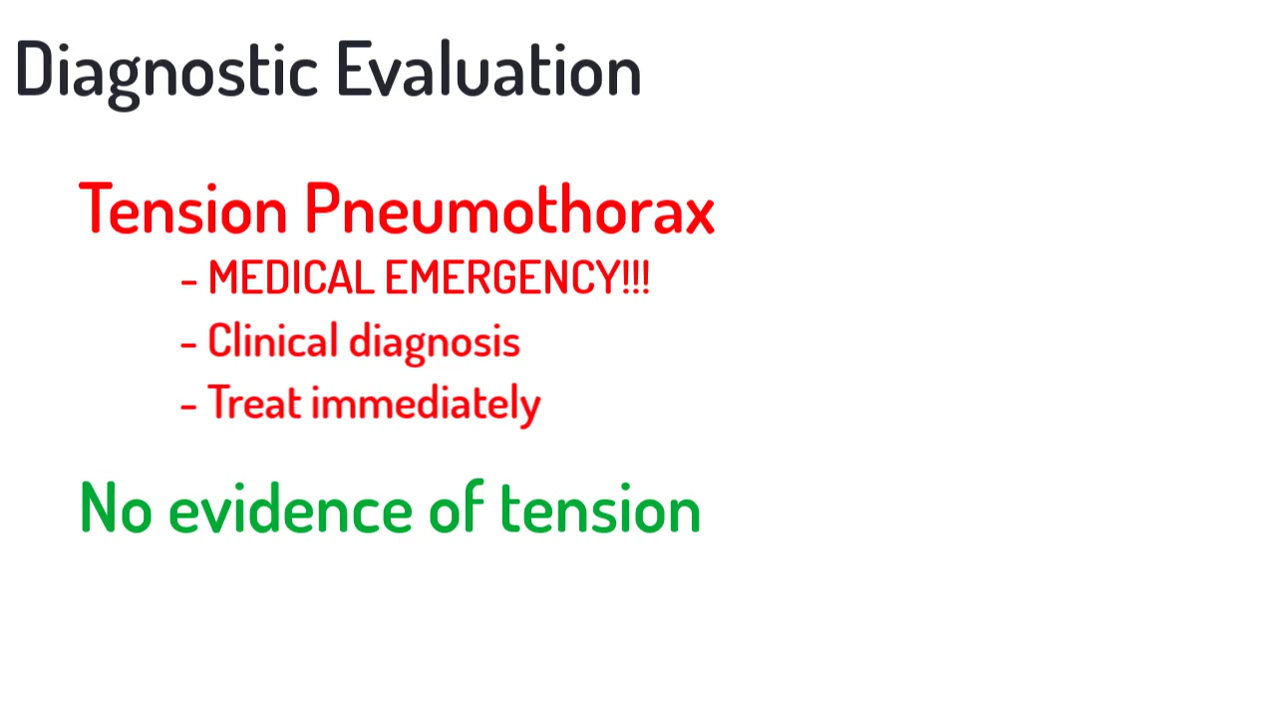 Diagnostic Evaluation
Tension Pneumothorax
- MEDICAL EMERGENCY!!!
- Clinical diagnosis
- Treat immediately
No evidence of tension